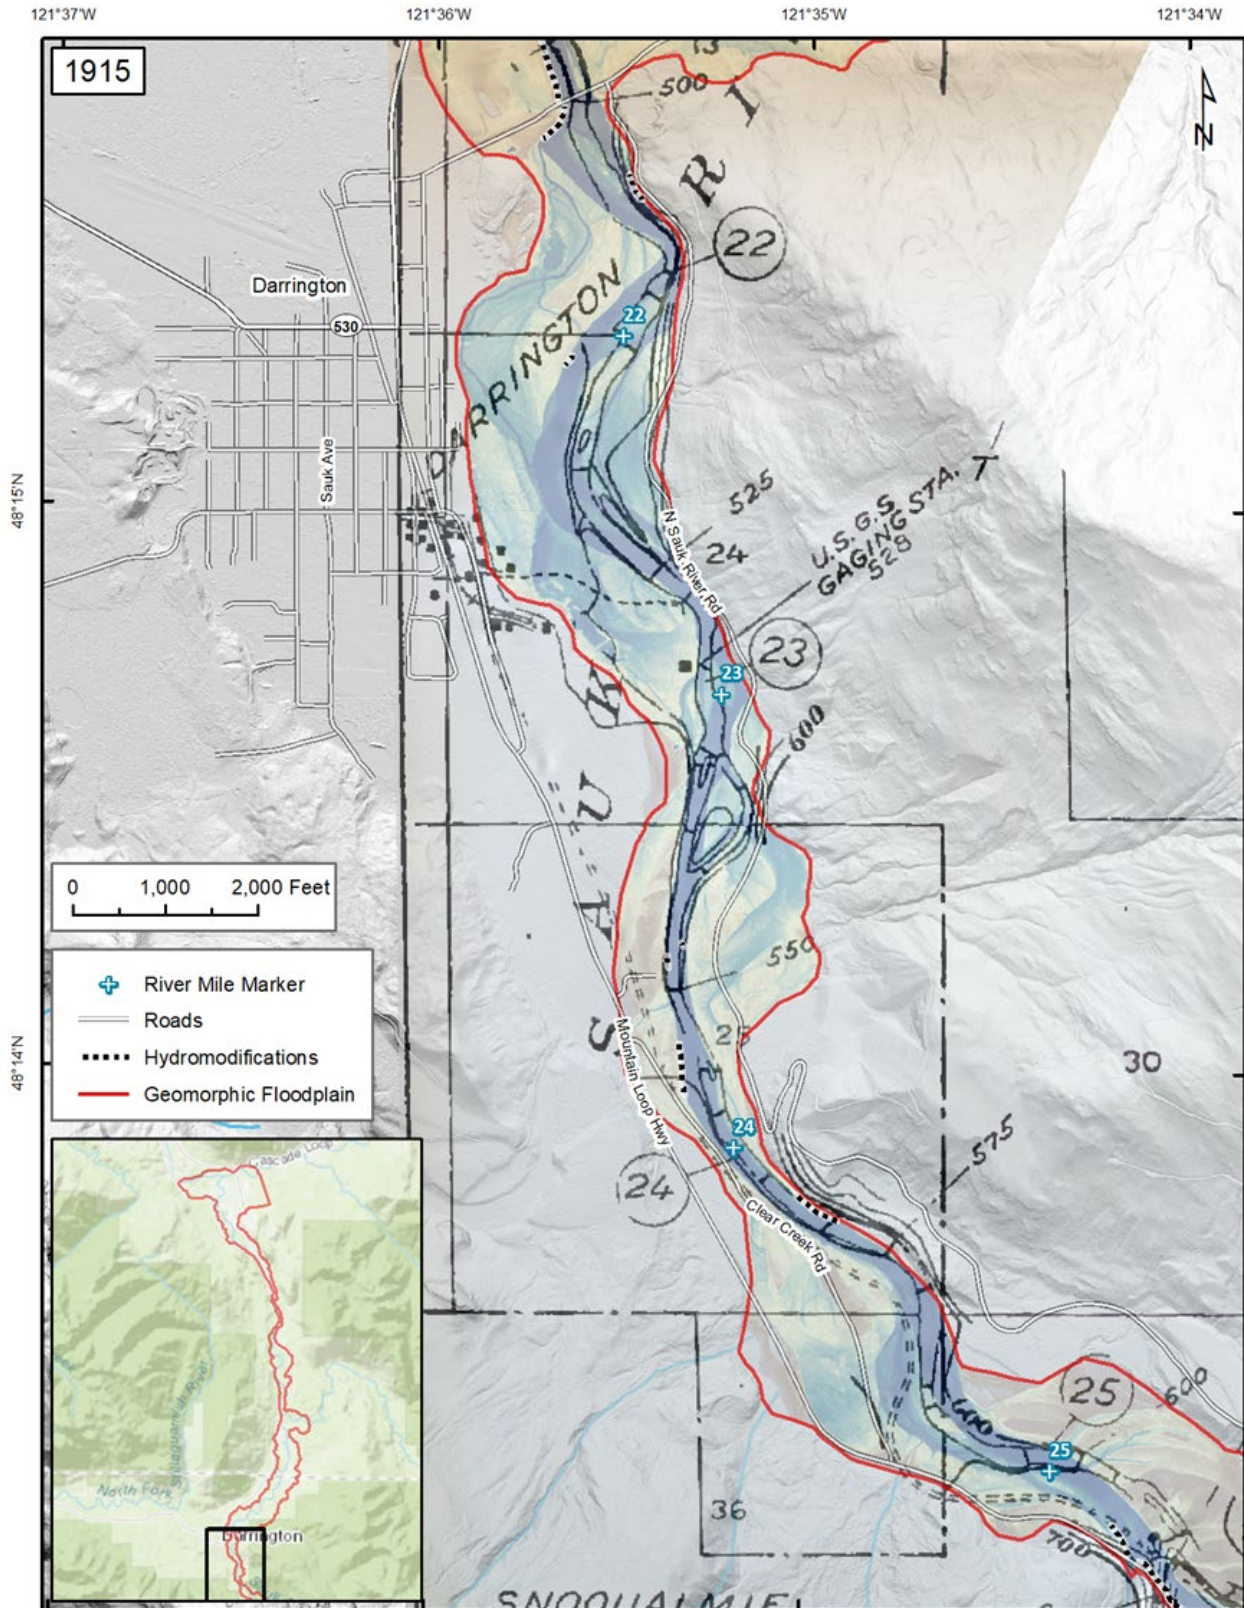 121°37'W
121°36'W
121°35'W
121°34'W
1915
13
500
I
R
N
22
Darrington
22
530
DARRINGTON
Sauk Ave
48°15'N
525
T
N Sauk River Rd
24
U.S.G.S.
GAGING STA.
528
23
23
K
600
U
0 1,000 2,000 Feet
A
550
River Mile Marker
Roads
S
25
Hydromodifications
48°14'N
30
Geomorphic Floodplain
Mountain Loop Hwy
24
575
24
Clear Creek Rd
Cascade Loop
25
600
600
25
North Fork
36
Darrington
700
SNOQUALMIE